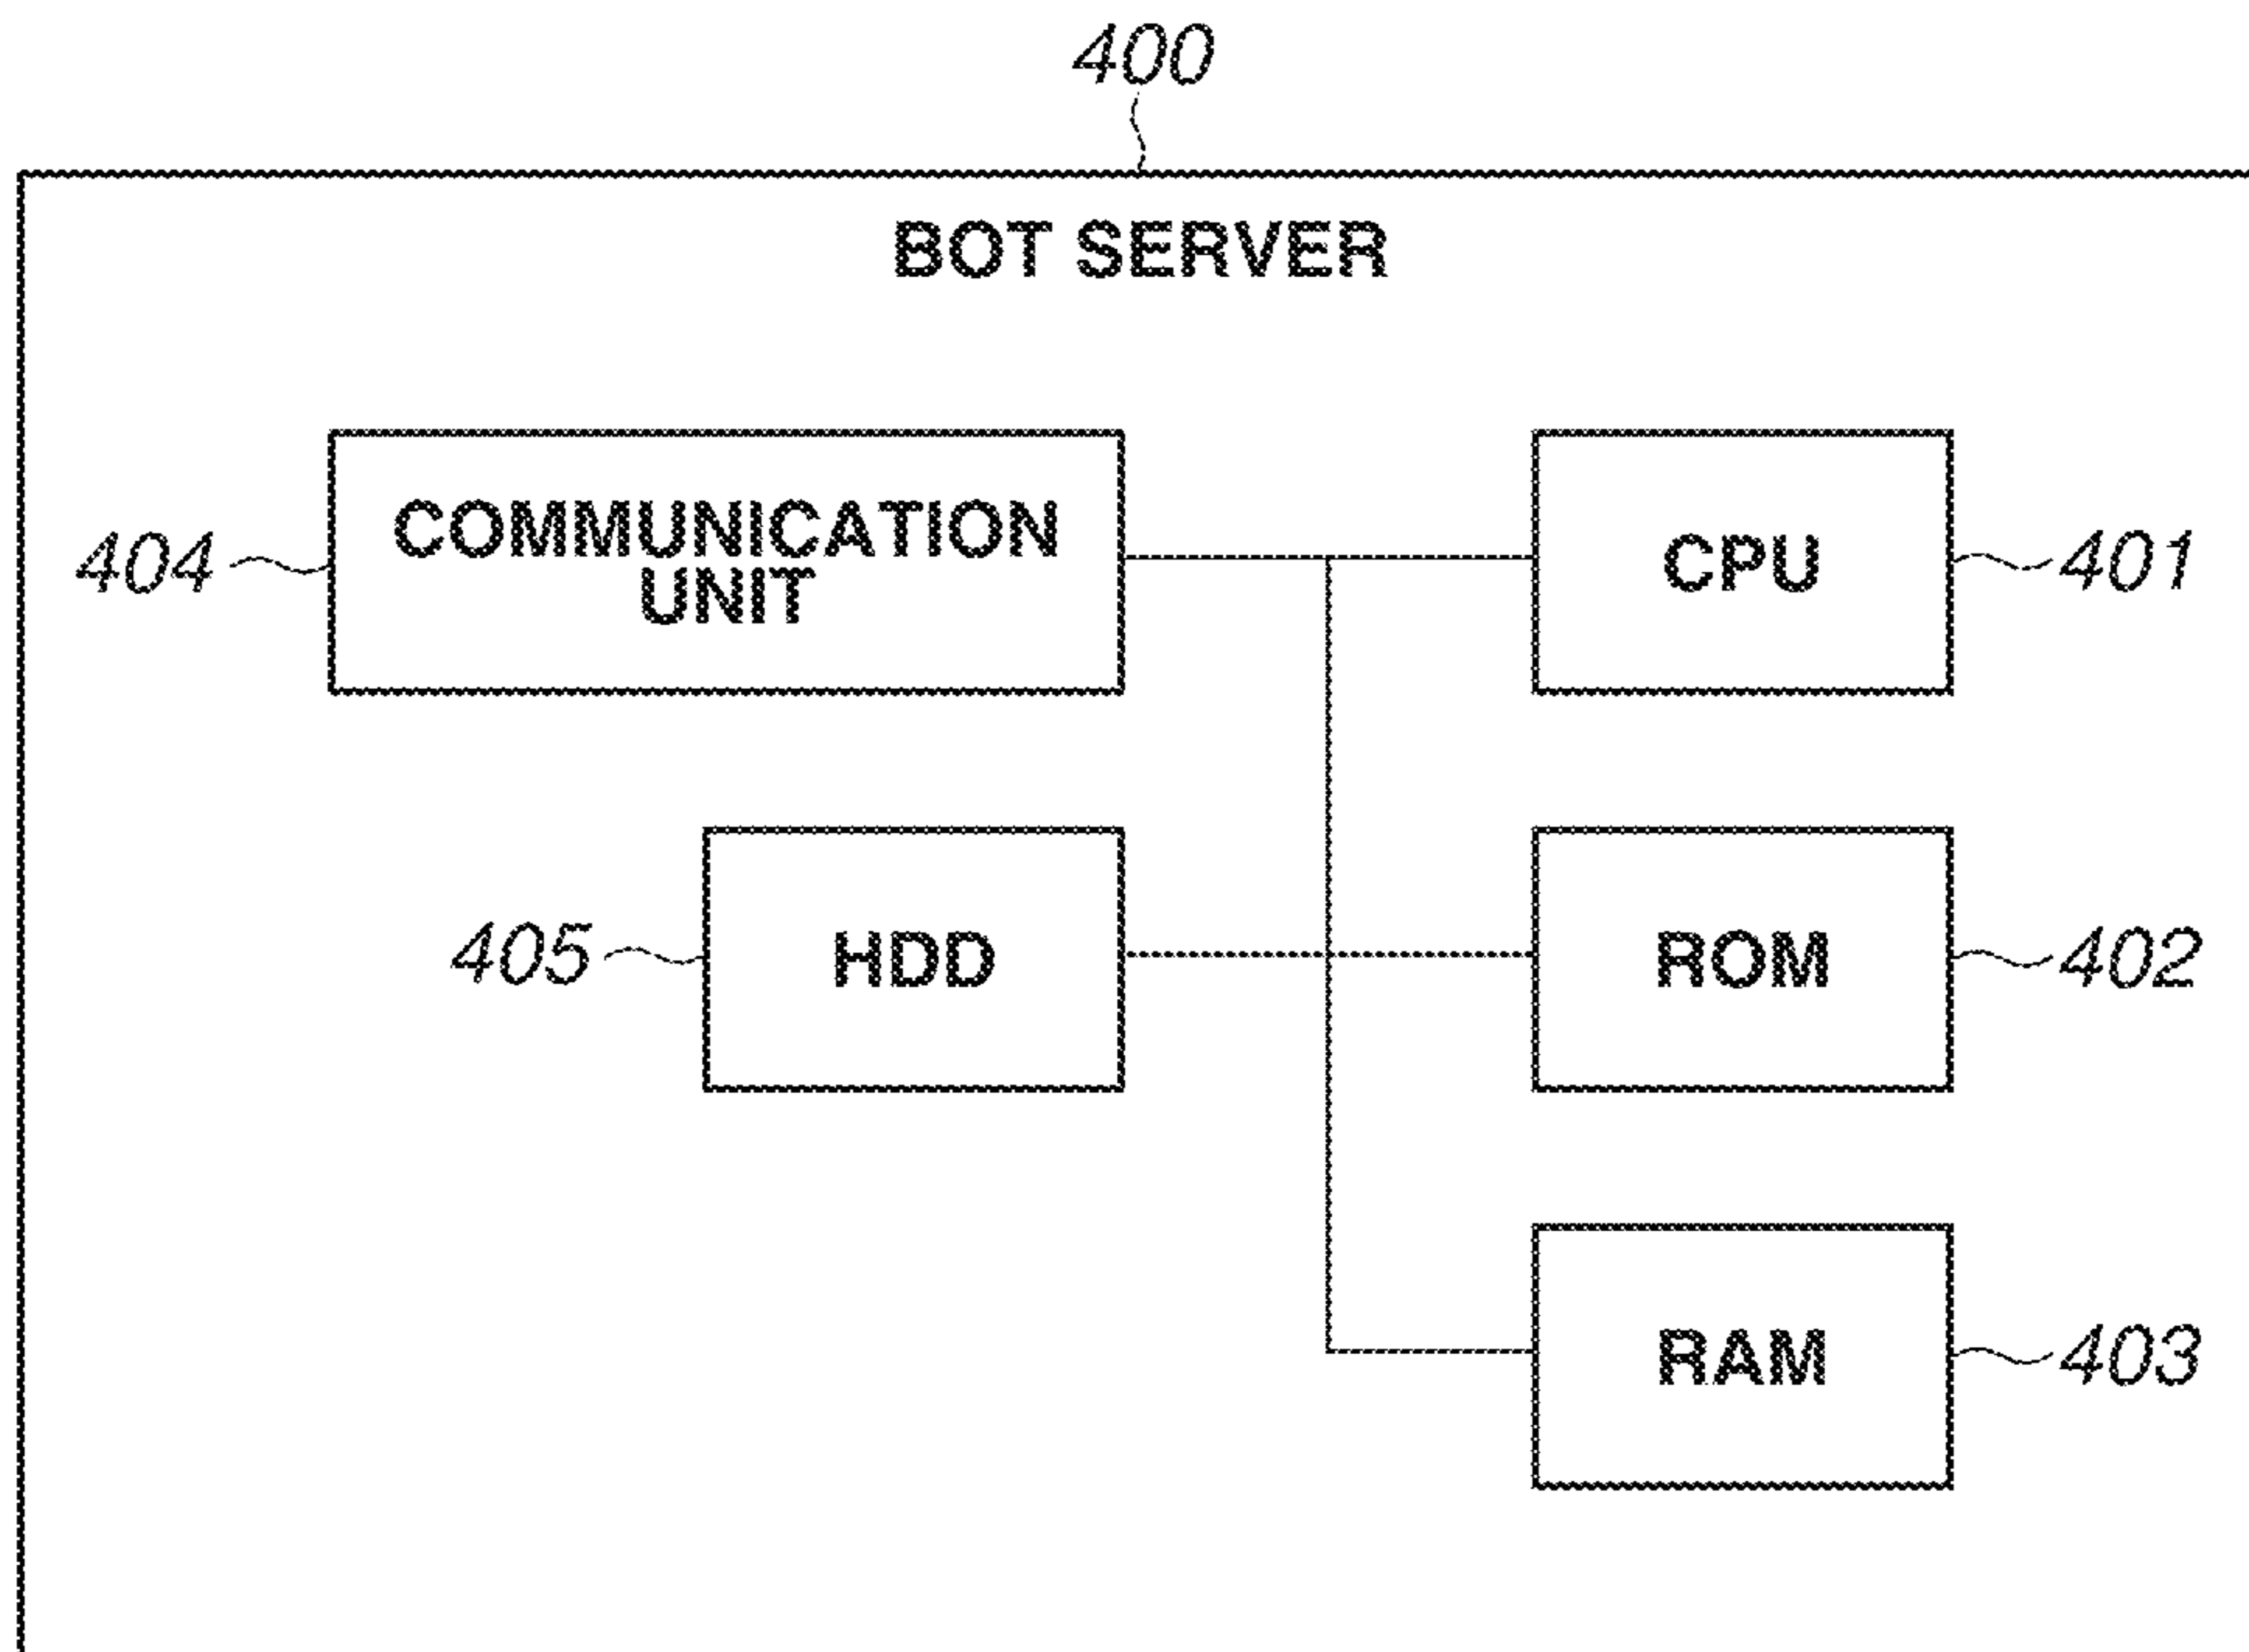 400
BOT SERVER
404
COMMUNICATION
UNIT
CPU
401
405
HDD
ROM
402
RAM
403